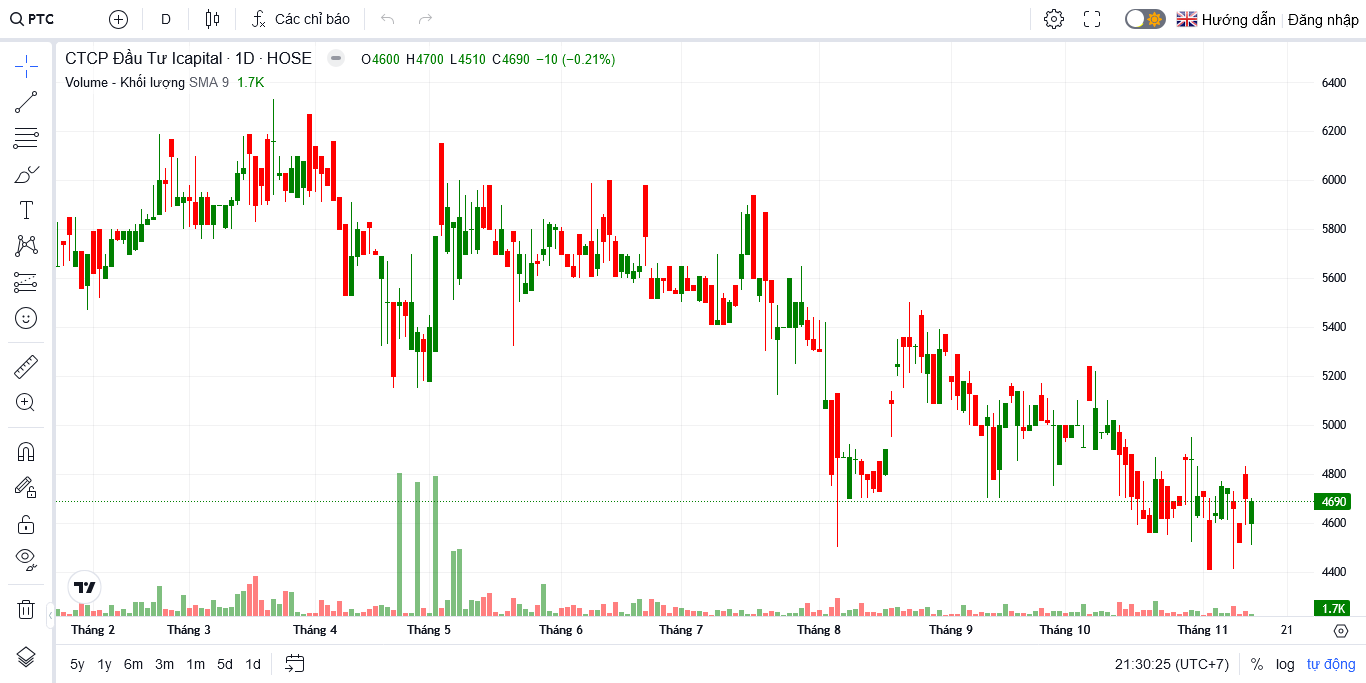 PTC D Các chỉ báo Hướng dẫn Đăng nhập
CTCP Đầu Tư Icapital · 1D · HOSE O4600 H4700 L4510 C4690 −10 (−0.21%)
Volume - Khối lượng SMA 9 1.7K
6400
6200
6000
5800
5600
5400
5200
5000
4800
4690
4600
4400
1.7K
Tháng 2 Tháng 3 Tháng 4 Tháng 5 Tháng 6 Tháng 7 Tháng 8 Tháng 9 Tháng 10 Tháng 11 21
5y 1y 6m 3m 1m 5d 1d 21:30:25 (UTC+7) % log tự động